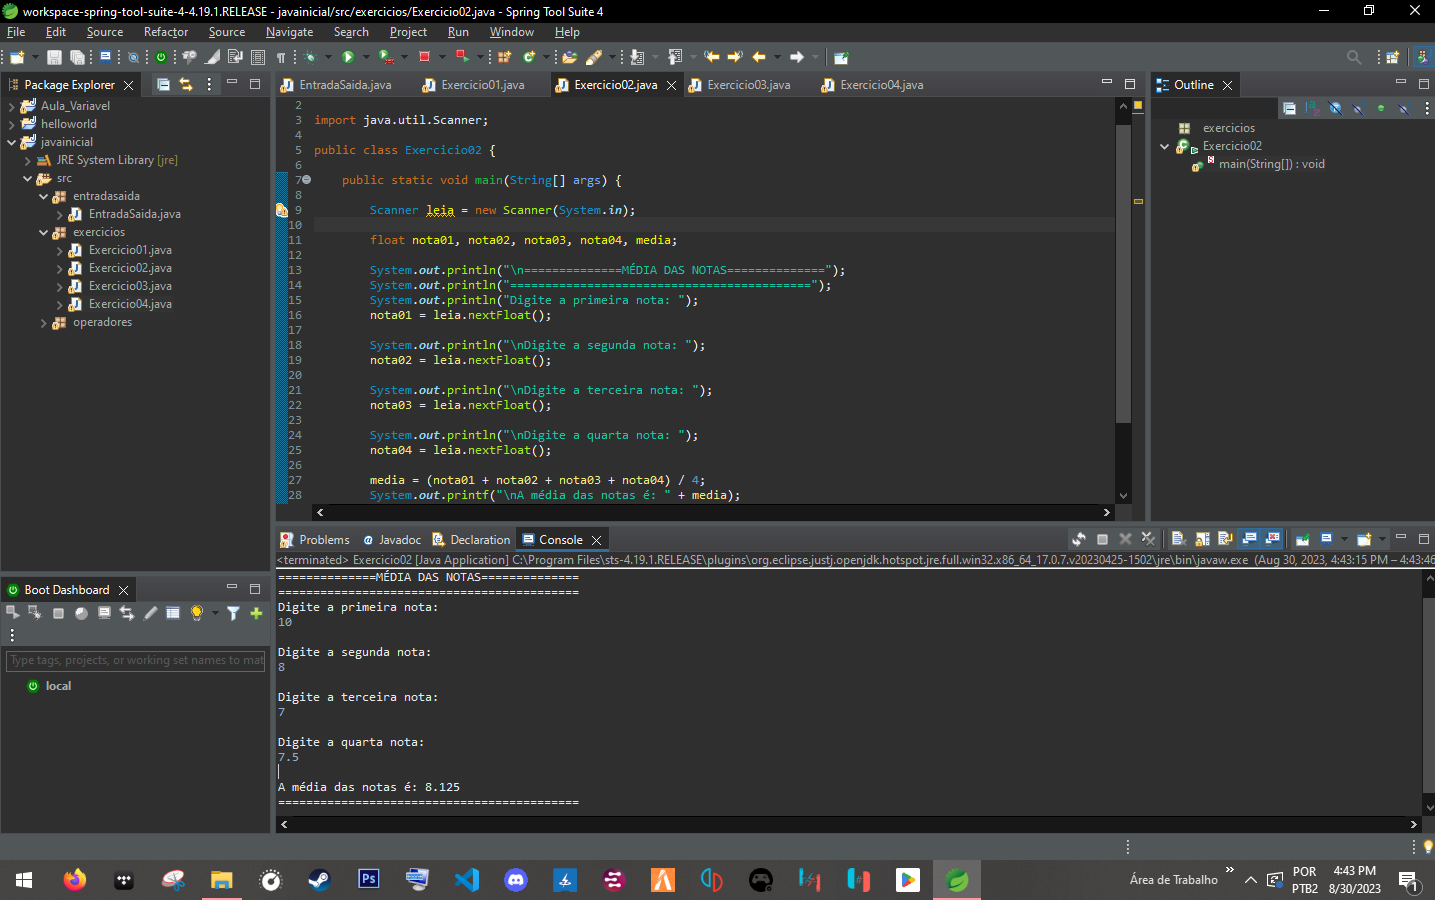 workspace-spring-tool-suite-4-4.19.1.RELEASE - javainicial/src/exercicios/Exercicio02.java - Spring Tool Suite 4
File Edit Source Refactor Source Navigate Search Project Run Window Help
Package Explorer
Aula_Variavel
helloworld
javainicial
JRE System Library [jre]
src
entradasaida
EntradaSaida.java
exercicios
Exercicio01.java
Exercicio02.java
Exercicio03.java
Exercicio04.java
operadores
Boot Dashboard
Type tags, projects, or working set names to mat
local
EntradaSaida.java Exercicio01.java Exercicio02.java Exercicio03.java Exercicio04.java
2
3 import java.util.Scanner;
4
5 public class Exercicio02 {
6
7 public static void main(String[] args) {
8
9 Scanner leia = new Scanner(System.in);
10
11 float nota01, nota02, nota03, nota04, media;
12
13 System.out.println("\n==============MÉDIA DAS NOTAS==============");
14 System.out.println("===========================================");
15 System.out.println("Digite a primeira nota: ");
16 nota01 = leia.nextFloat();
17
18 System.out.println("\nDigite a segunda nota: ");
19 nota02 = leia.nextFloat();
20
21 System.out.println("\nDigite a terceira nota: ");
22 nota03 = leia.nextFloat();
23
24 System.out.println("\nDigite a quarta nota: ");
25 nota04 = leia.nextFloat();
26
27 media = (nota01 + nota02 + nota03 + nota04) / 4;
28 System.out.printf("\nA média das notas é: " + media);
Outline
exercicios
Exercicio02
main(String[]) : void
Problems Javadoc Declaration Console
<terminated> Exercicio02 [Java Application] C:\Program Files\sts-4.19.1.RELEASE\plugins\org.eclipse.justj.openjdk.hotspot.jre.full.win32.x86_64_17.0.7.v20230425-1502\jre\bin\javaw.exe (Aug 30, 2023, 4:43:15 PM – 4:43:46
==============MÉDIA DAS NOTAS==============
===========================================
Digite a primeira nota:
10
Digite a segunda nota:
8
Digite a terceira nota:
7
Digite a quarta nota:
7.5
A média das notas é: 8.125
===========================================
Ps
Área de Trabalho
POR
PTB2
4:43 PM
8/30/2023
1